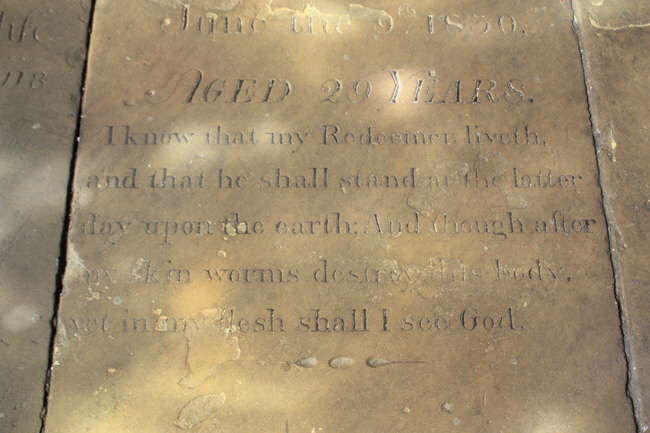 life
June the 9th 1830,
AGED 29 YEARS.
I know that my Redeemer liveth,
and that he shall stand at the latter
day upon the earth: And though after
my skin worms destroy this body,
yet in my flesh shall I see God.